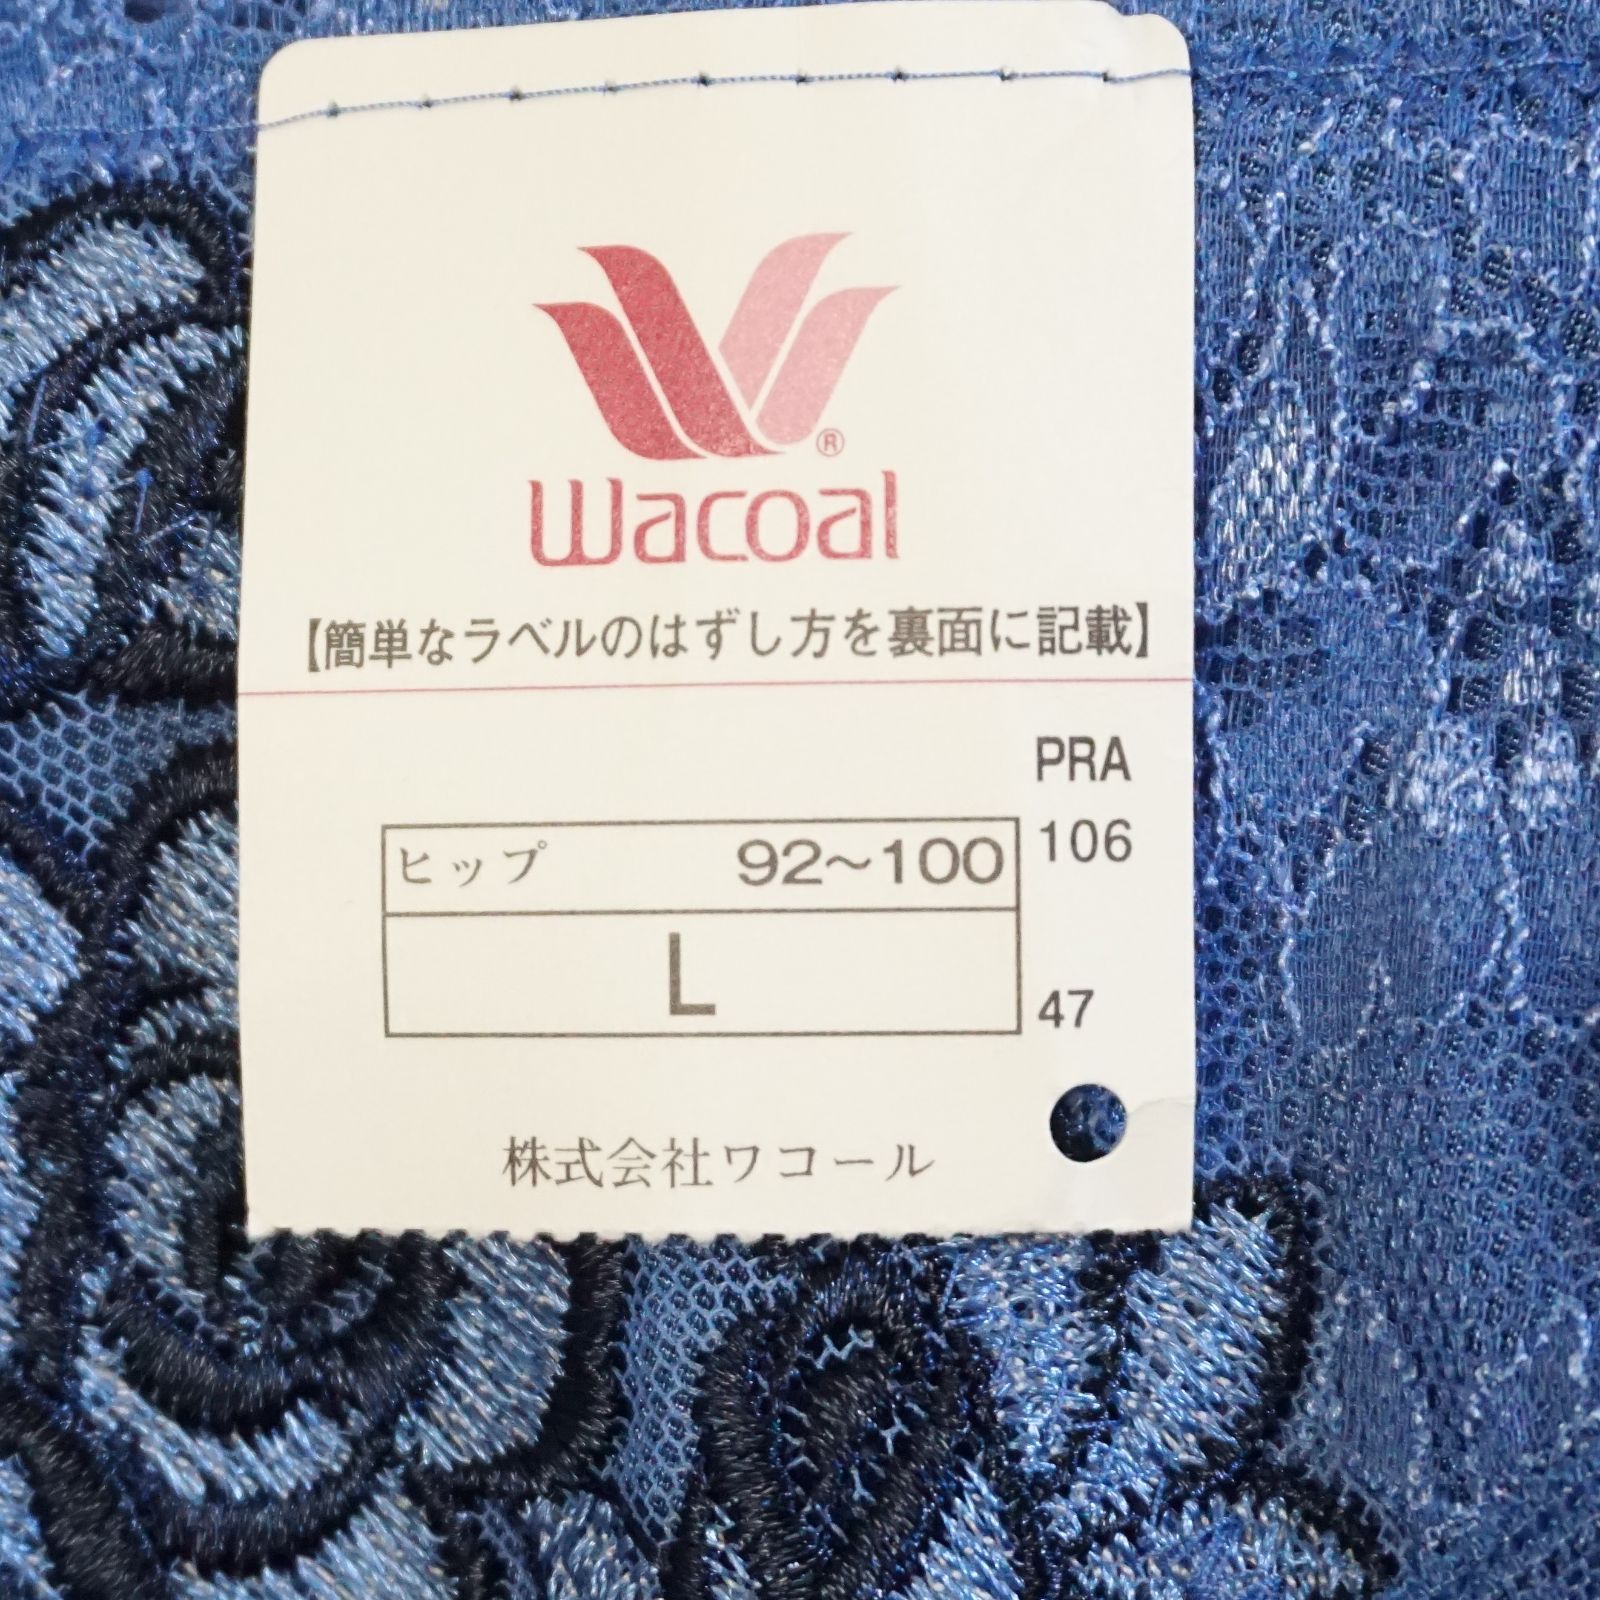 ®
Wacoal
【簡単なラベルのはずし方を裏面に記載】
PRA
106
ヒップ 92～100
L
47
株式会社ワコール